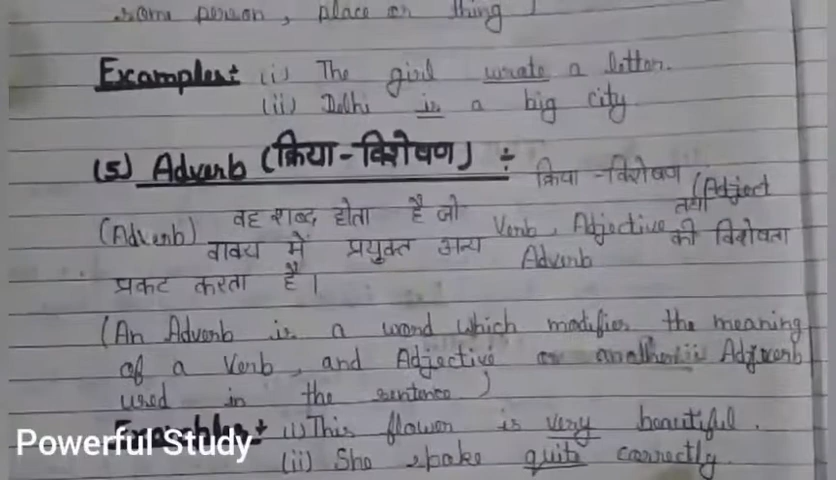 some person, place or thing
Examples:- (i) The girl wrote a letter.
(ii) Delhi is a big city
(5) Adverb (क्रिया-विशेषण) ÷ क्रिया-विशेषण
(Adverb) वह शब्द होता है जो वाक्य में प्रयुक्त अन्य Verb, Adjective तथा (Adject
Adverb की विशेषता
प्रकट करता है।
(An Adverb is a word which modifies the meaning
of a Verb, and Adjective or Adverb
used in the sentence)
Examples:- (i) This flower is very beautiful.
(ii) She spoke quite correctly.
Powerful Study